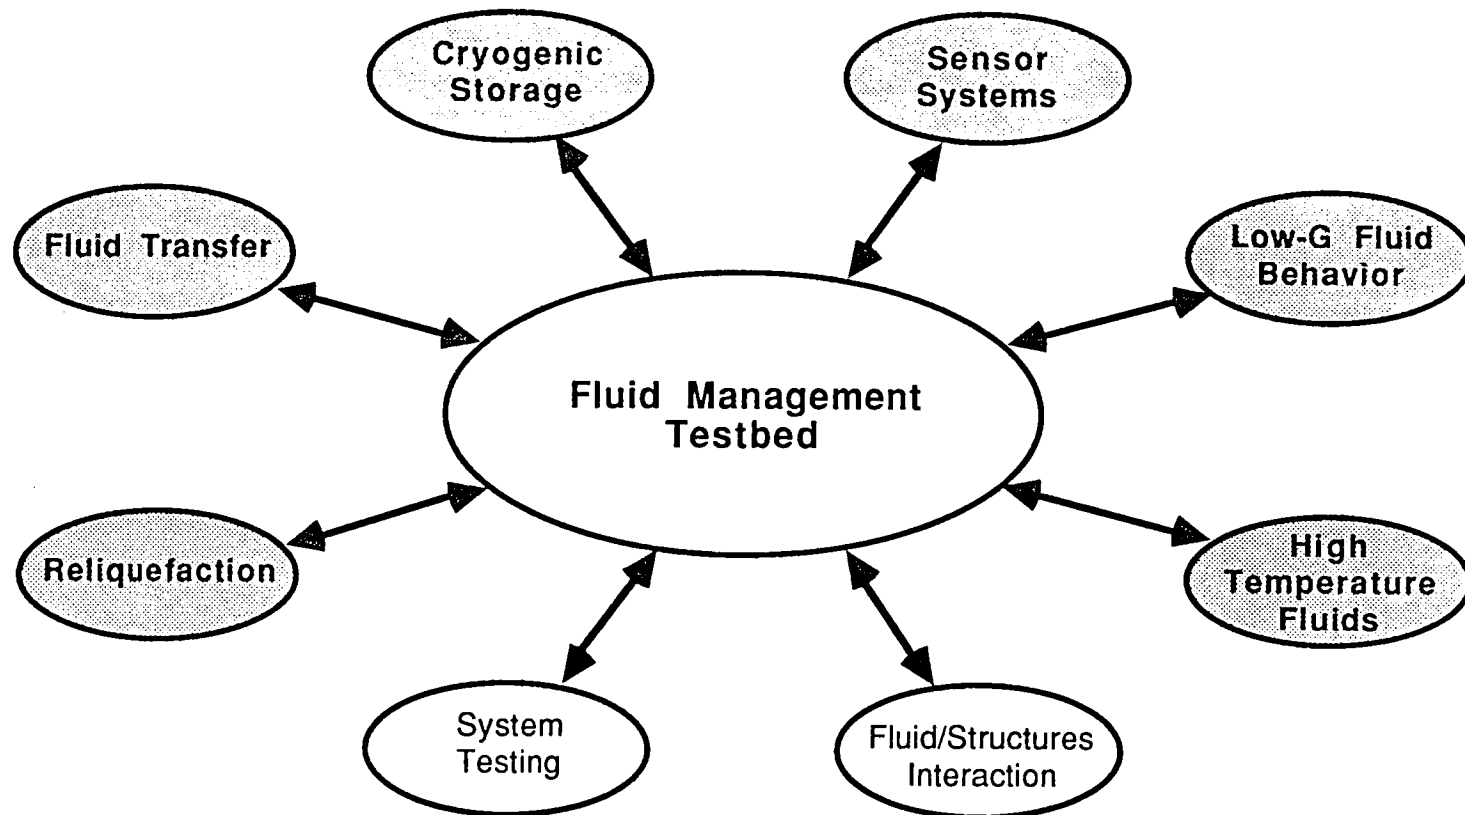 Cryogenic
Storage
Sensor
Systems
Fluid Transfer
Low-G Fluid
Behavior
Fluid Management
Testbed
Reliquefaction
High
Temperature
Fluids
System
Testing
Fluid/Structures
Interaction